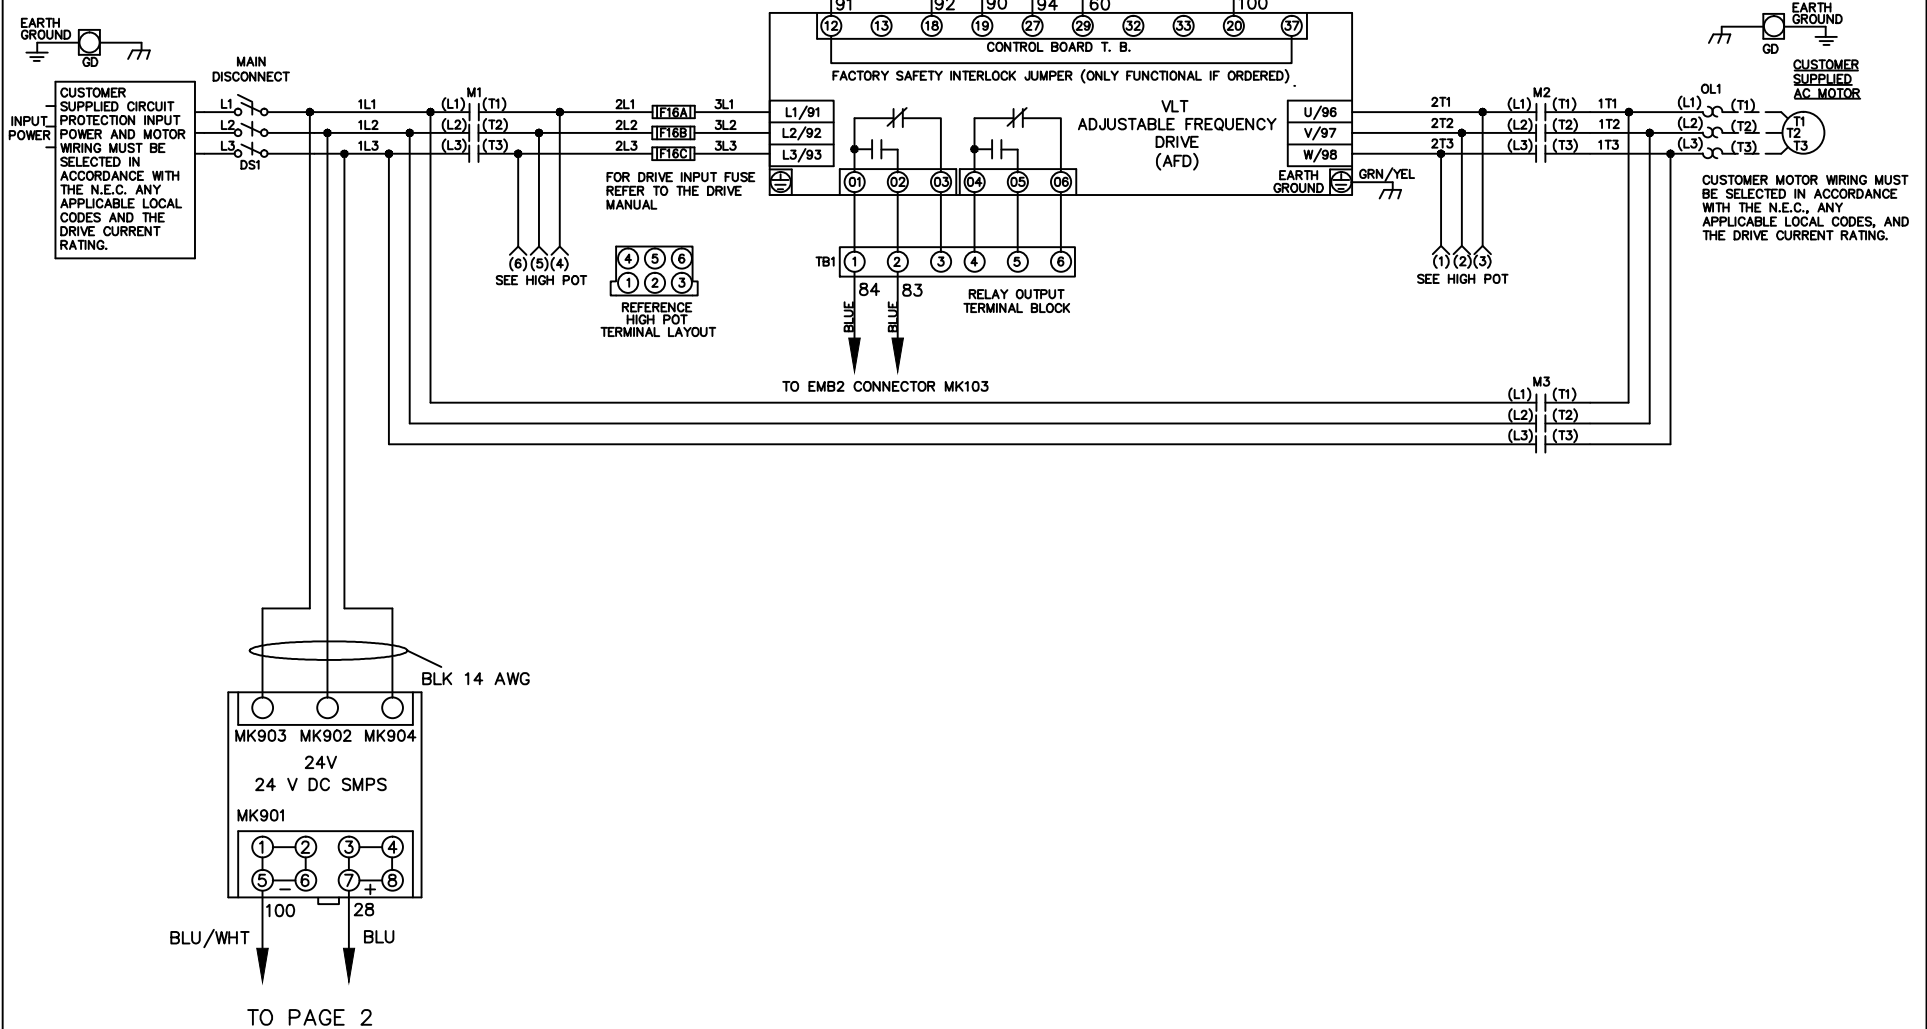 91 92 90 94 60 100
EARTH
GROUND
GD
12 13 18 19 27 29 32 33 20 37
CONTROL BOARD T. B.
FACTORY SAFETY INTERLOCK JUMPER (ONLY FUNCTIONAL IF ORDERED)
EARTH
GROUND
GD
INPUT
POWER
CUSTOMER
SUPPLIED CIRCUIT
PROTECTION INPUT
POWER AND MOTOR
WIRING MUST BE
SELECTED IN
ACCORDANCE WITH
THE N.E.C. ANY
APPLICABLE LOCAL
CODES AND THE
DRIVE CURRENT
RATING.
MAIN
DISCONNECT
L1
L2
L3
DS1
1L1
1L2
1L3
M1
(L1) (T1)
(L2) (T2)
(L3) (T3)
2L1 F16A 3L1
2L2 F16B 3L2
2L3 F16C 3L3
FOR DRIVE INPUT FUSE
REFER TO THE DRIVE
MANUAL
(6) (5) (4)
SEE HIGH POT
4 5 6
1 2 3
REFERENCE
HIGH POT
TERMINAL LAYOUT
L1/91
L2/92
L3/93
VLT
ADJUSTABLE FREQUENCY
DRIVE
(AFD)
U/96
V/97
W/98
EARTH
GROUND
GRN/YEL
01 02 03 04 05 06
TB1 1 2 3 4 5 6
84 83
BLUE BLUE
RELAY OUTPUT
TERMINAL BLOCK
TO EMB2 CONNECTOR MK103
2T1
2T2
2T3
(1) (2) (3)
SEE HIGH POT
M2
(L1) (T1) 1T1
(L2) (T2) 1T2
(L3) (T3) 1T3
OL1
(L1) (T1)
(L2) (T2)
(L3) (T3)
T1
T2
T3
CUSTOMER
SUPPLIED
AC MOTOR
CUSTOMER MOTOR WIRING MUST
BE SELECTED IN ACCORDANCE
WITH THE N.E.C., ANY
APPLICABLE LOCAL CODES, AND
THE DRIVE CURRENT RATING.
M3
(L1) (T1)
(L2) (T2)
(L3) (T3)
BLK 14 AWG
MK903 MK902 MK904
24V
24 V DC SMPS
MK901
1 2 3 4
5 - 6 7 + 8
100 28
BLU/WHT BLU
TO PAGE 2